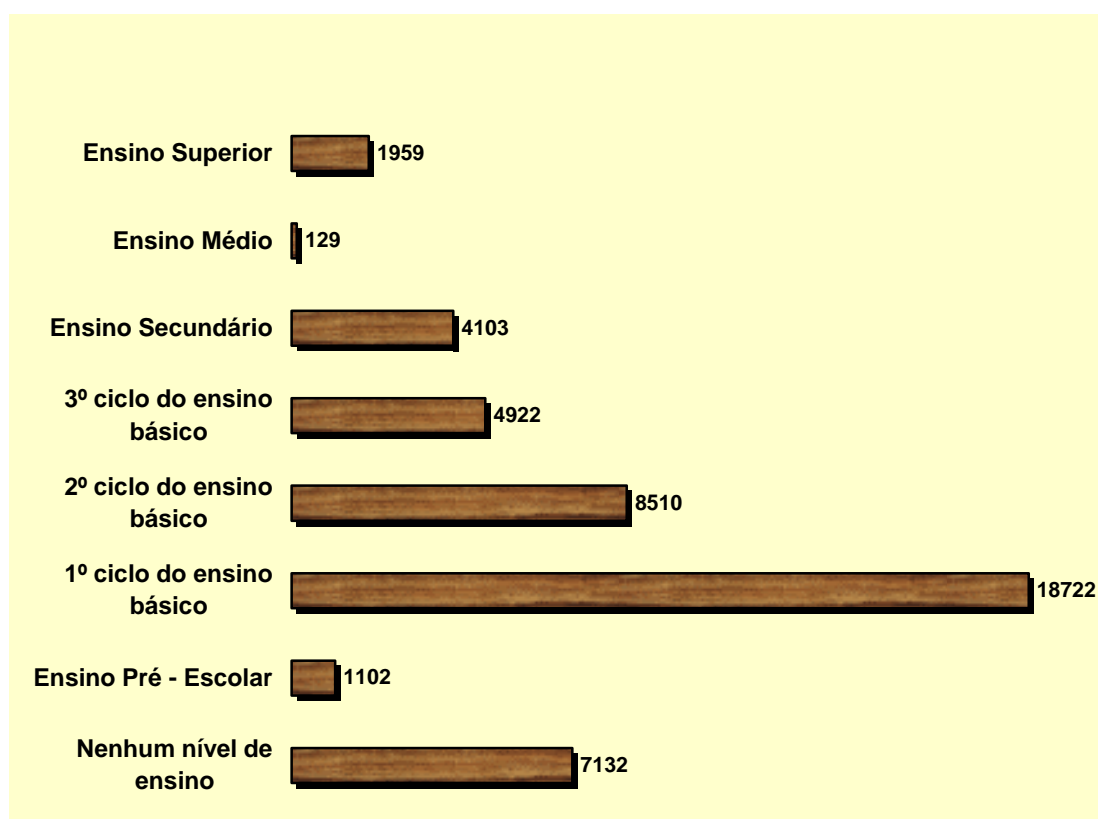 Ensino Superior 1959
Ensino Médio 129
Ensino Secundário 4103
3º ciclo do ensino
básico 4922
2º ciclo do ensino
básico 8510
1º ciclo do ensino
básico 18722
Ensino Pré - Escolar 1102
Nenhum nível de
ensino 7132